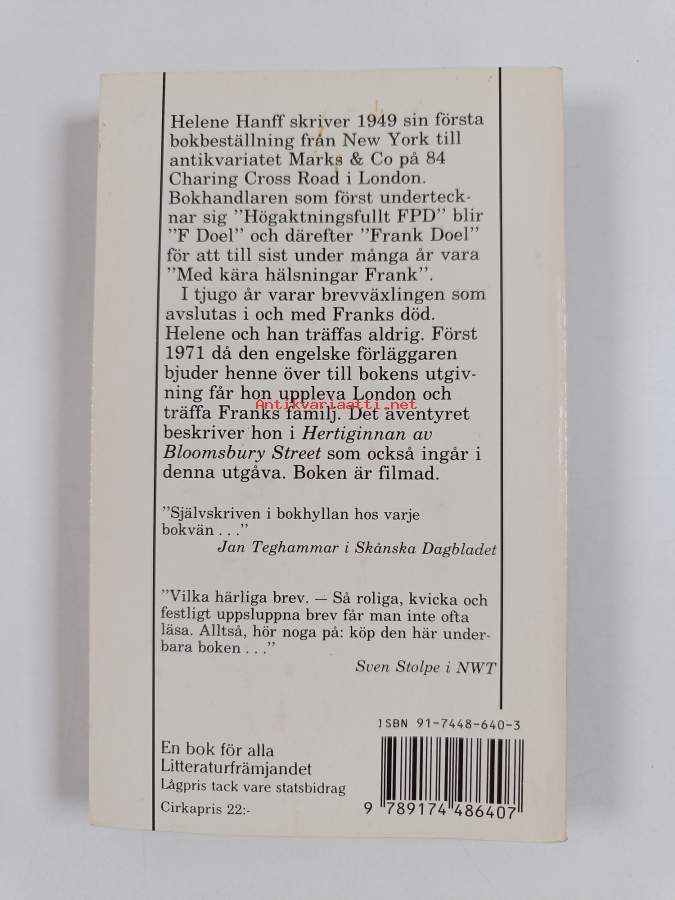 Helene Hanff skriver 1949 sin första
bokbeställning från New York till
antikvariatet Marks & Co på 84
Charing Cross Road i London.
Bokhandlaren som först underteck-
nar sig ”Högaktningsfullt FPD” blir
”F Doel” och därefter ”Frank Doel”
för att till sist under många år vara
”Med kära hälsningar Frank”.
I tjugo år varar brevväxlingen som
avslutas i och med Franks död.
Helene och han träffas aldrig. Först
1971 då den engelske förläggaren
bjuder henne över till bokens utgiv-
ning får hon uppleva London och
Antikvariaatti.net
träffa Franks familj. Det äventyret
beskriver hon i Hertiginnan av
Bloomsbury Street som också ingår i
denna utgåva. Boken är filmad.
”Självskriven i bokhyllan hos varje
bokvän . . .”
Jan Teghammar i Skånska Dagbladet
”Vilka härliga brev. — Så roliga, kvicka och
festligt uppsluppna brev får man inte ofta
läsa. Alltså, hör noga på: köp den här under-
bara boken . . .”
Sven Stolpe i NWT
ISBN 91-7448-640-3
En bok för alla
Litteraturfrämjandet
Lågpris tack vare statsbidrag
Cirkapris 22:-
9 789174 486407